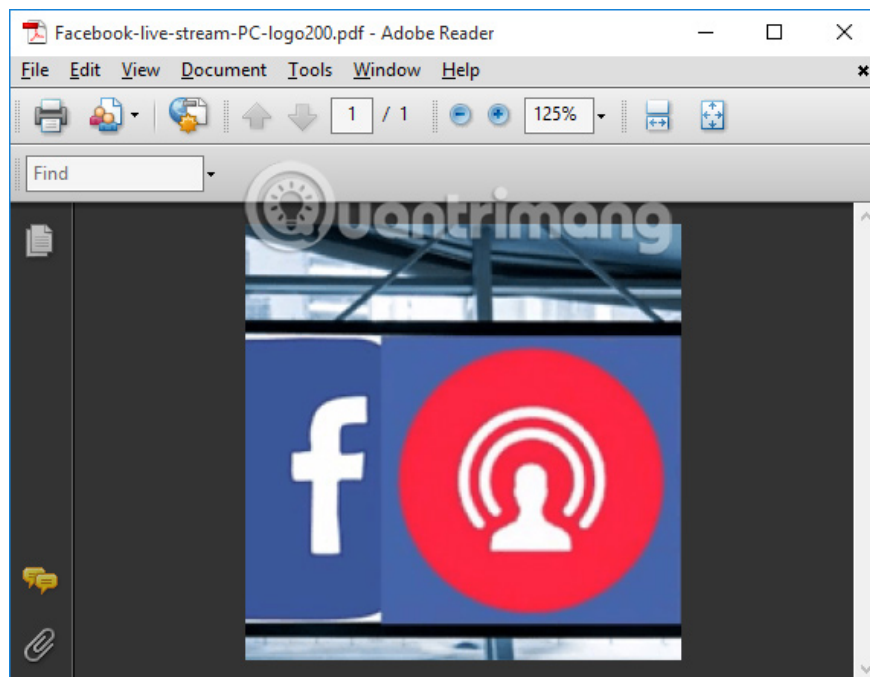 Facebook-live-stream-PC-logo200.pdf - Adobe Reader
File Edit View Document Tools Window Help
1 / 1 125%
Find
Quantrimang
f